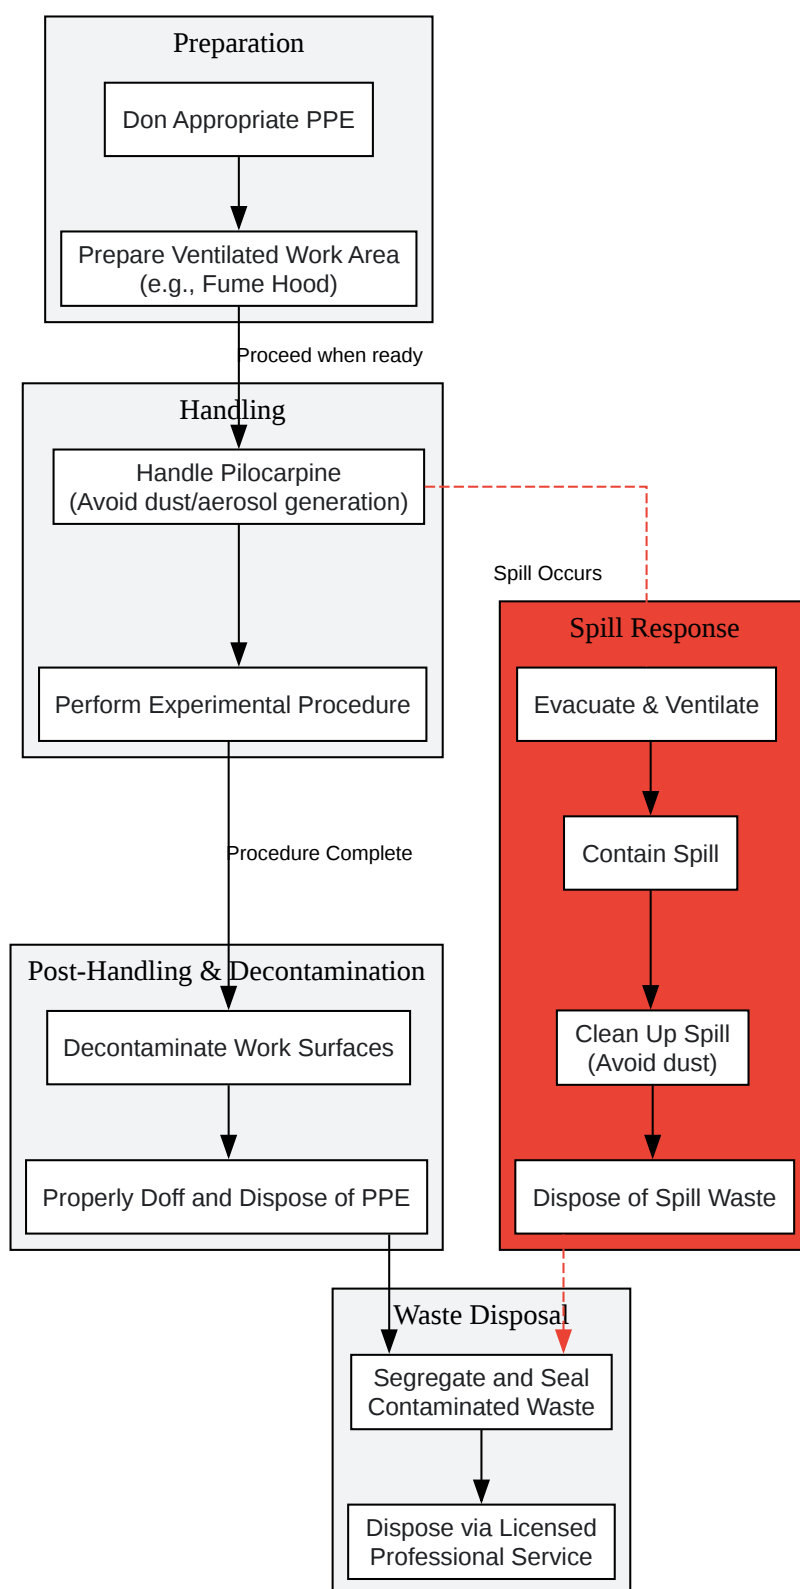 Preparation
Don Appropriate PPE
Prepare Ventilated Work Area
(e.g., Fume Hood)
Proceed when ready
Handling
Handle Pilocarpine
(Avoid dust/aerosol generation)
Perform Experimental Procedure
Procedure Complete
Post-Handling & Decontamination
Decontaminate Work Surfaces
Properly Doff and Dispose of PPE
Spill Occurs
Spill Response
Evacuate & Ventilate
Contain Spill
Clean Up Spill
(Avoid dust)
Dispose of Spill Waste
Waste Disposal
Segregate and Seal
Contaminated Waste
Dispose via Licensed
Professional Service